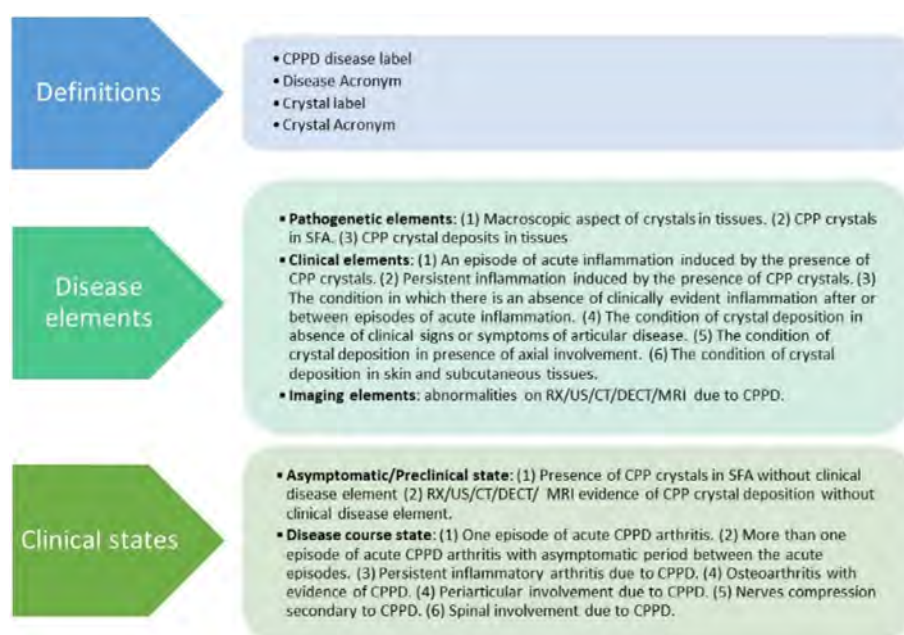 Definitions
• CPPD disease label
• Disease Acronym
• Crystal label
• Crystal Acronym
Disease
elements
• Pathogenetic elements: (1) Macroscopic aspect of crystals in tissues. (2) CPP crystals
in SFA. (3) CPP crystal deposits in tissues
• Clinical elements: (1) An episode of acute inflammation induced by the presence of
CPP crystals. (2) Persistent inflammation induced by the presence of CPP crystals. (3)
The condition in which there is an absence of clinically evident inflammation after or
between episodes of acute inflammation. (4) The condition of crystal deposition in
absence of clinical signs or symptoms of articular disease. (5) The condition of
crystal deposition in presence of axial involvement. (6) The condition of crystal
deposition in skin and subcutaneous tissues.
• Imaging elements: abnormalities on RX/US/CT/DECT/MRI due to CPPD.
Clinical states
• Asymptomatic/Preclinical state: (1) Presence of CPP crystals in SFA without clinical
disease element (2) RX/US/CT/DECT/ MRI evidence of CPP crystal deposition without
clinical disease element.
• Disease course state: (1) One episode of acute CPPD arthritis. (2) More than one
episode of acute CPPD arthritis with asymptomatic period between the acute
episodes. (3) Persistent inflammatory arthritis due to CPPD. (4) Osteoarthritis with
evidence of CPPD. (4) Periarticular involvement due to CPPD. (5) Nerves compression
secondary to CPPD. (6) Spinal involvement due to CPPD.